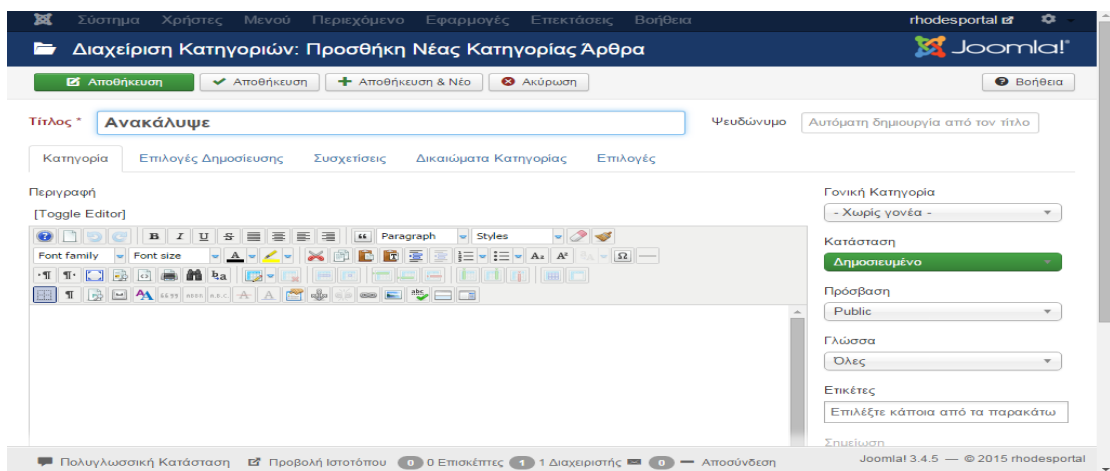 Σύστημα Χρήστες Μενού Περιεχόμενο Εφαρμογές Επεκτάσεις Βοήθεια rhodesportal
Διαχείριση Κατηγοριών: Προσθήκη Νέας Κατηγορίας Άρθρα Joomla!
Αποθήκευση Αποθήκευση Αποθήκευση & Νέο Ακύρωση Βοήθεια
Τίτλος * Ανακάλυψε Ψευδώνυμο Αυτόματη δημιουργία από τον τίτλο
Κατηγορία Επιλογές Δημοσίευσης Συσχετίσεις Δικαιώματα Κατηγορίας Επιλογές
Περιγραφή
[Toggle Editor]
Paragraph Styles
Font family Font size
Γονική Κατηγορία
- Χωρίς γονέα -
Κατάσταση
Δημοσιευμένο
Πρόσβαση
Public
Γλώσσα
Όλες
Ετικέτες
Επιλέξτε κάποια από τα παρακάτω
Σημείωση
Πολυγλωσσική Κατάσταση Προβολή Ιστοτόπου 0 0 Επισκέπτες 1 1 Διαχειριστής 0 Αποσύνδεση Joomla! 3.4.5 — © 2015 rhodesportal